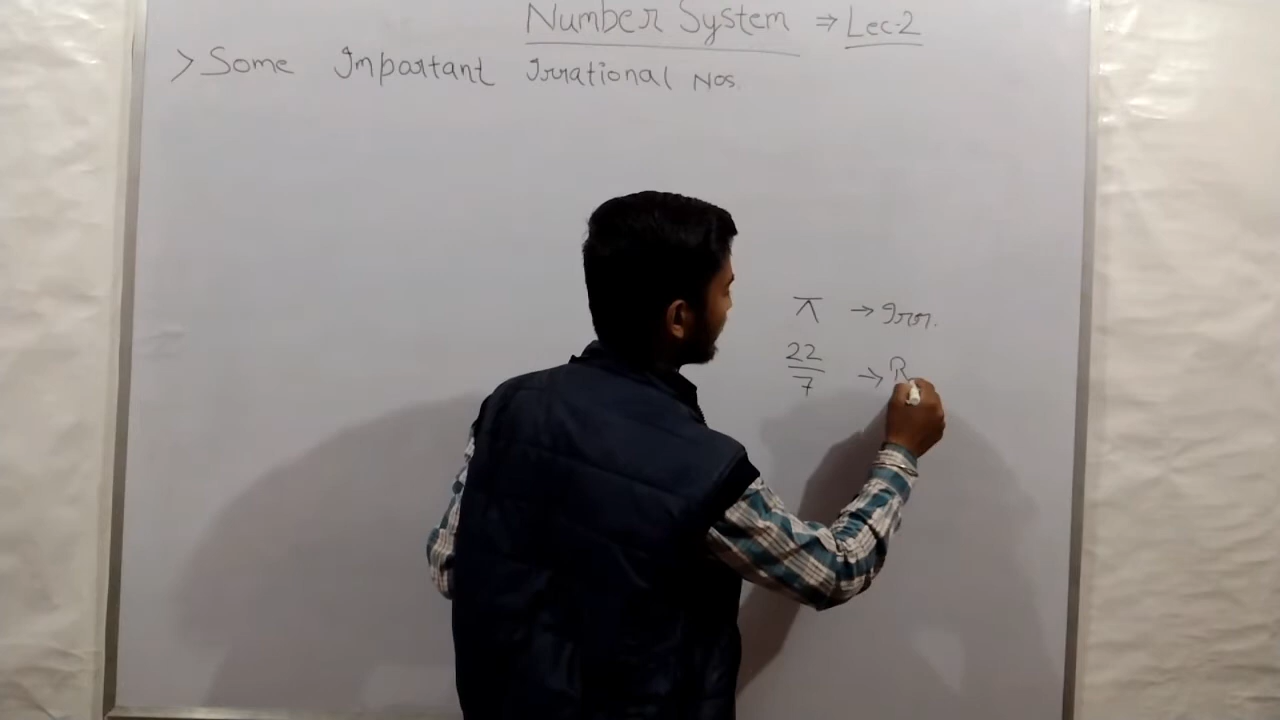 Number System ⇒ Lec-2
> Some Important Irrational Nos.
π → Irr.
22/7 → R